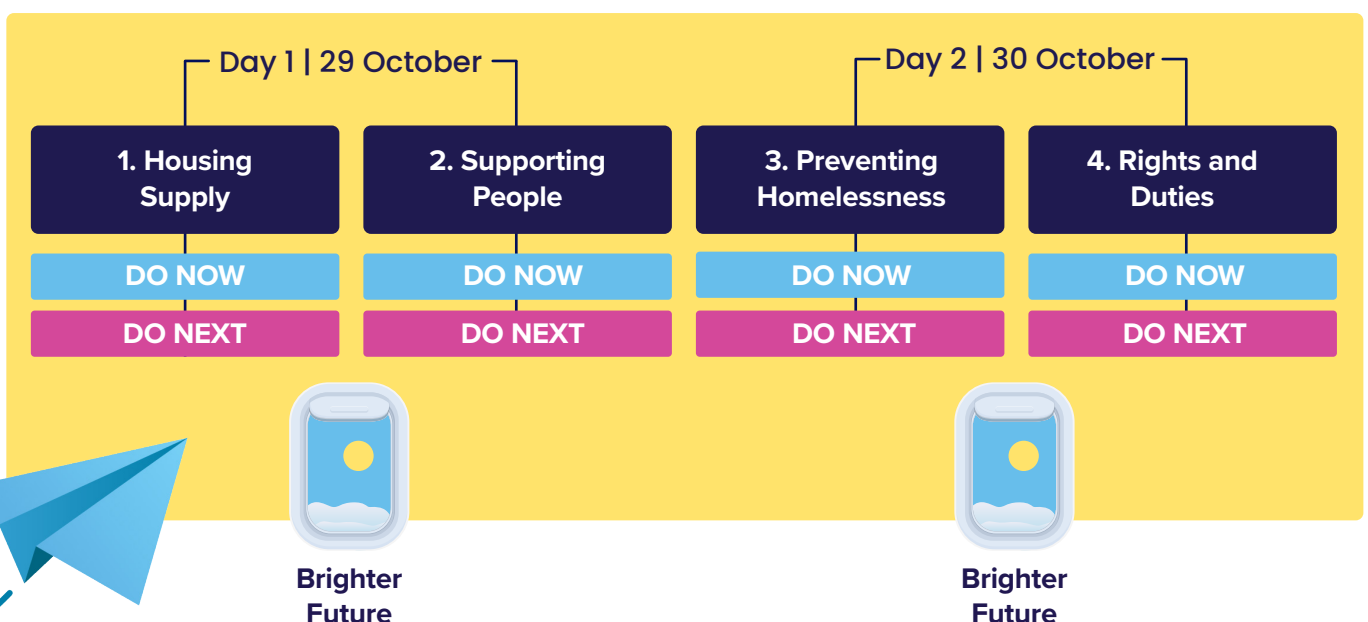 Day 1 | 29 October
Day 2 | 30 October
1. Housing
Supply
2. Supporting
People
3. Preventing
Homelessness
4. Rights and
Duties
DO NOW
DO NOW
DO NOW
DO NOW
DO NEXT
DO NEXT
DO NEXT
DO NEXT
Brighter
Future
Brighter
Future